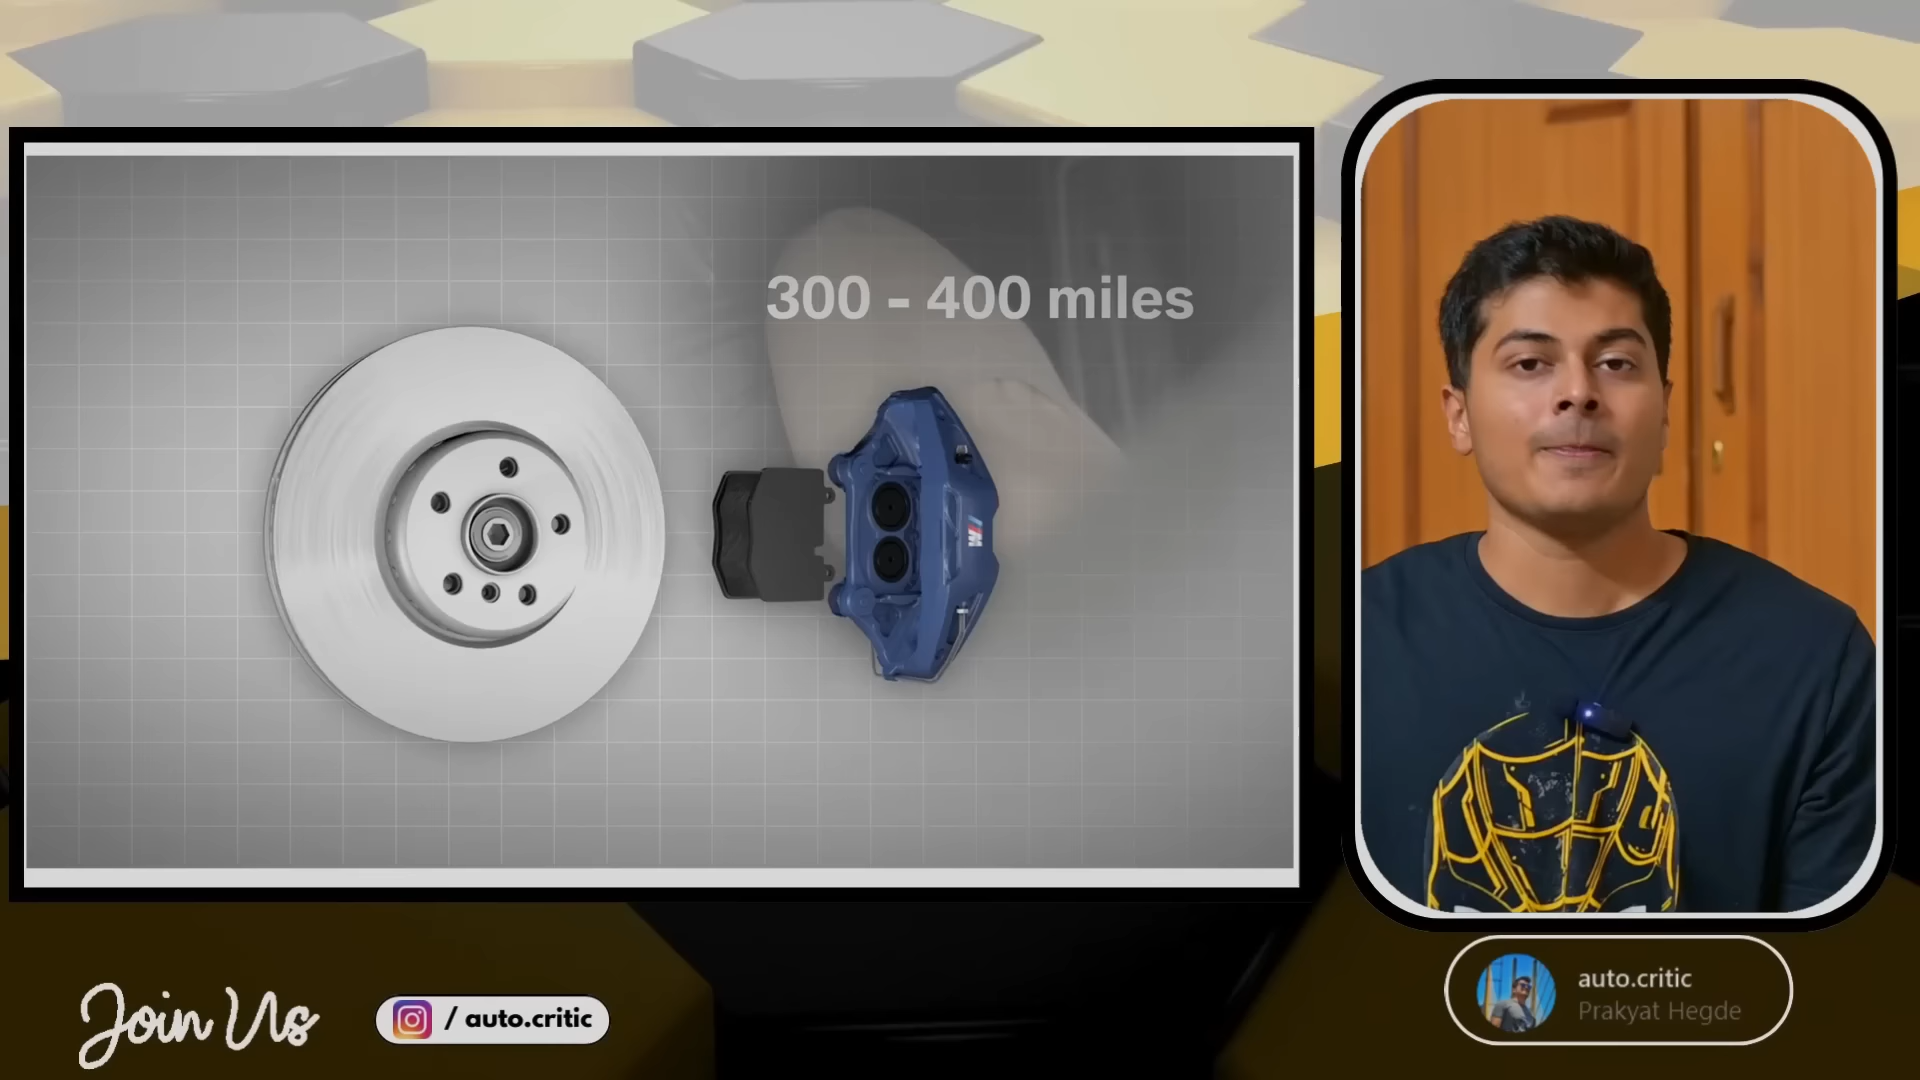 300 - 400 miles
M
Join Us
/ auto.critic
auto.critic
Prakyat Hegde